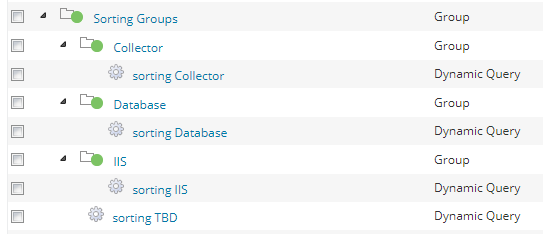 Sorting Groups Group
Collector Group
sorting Collector Dynamic Query
Database Group
sorting Database Dynamic Query
IIS Group
sorting IIS Dynamic Query
sorting TBD Dynamic Query